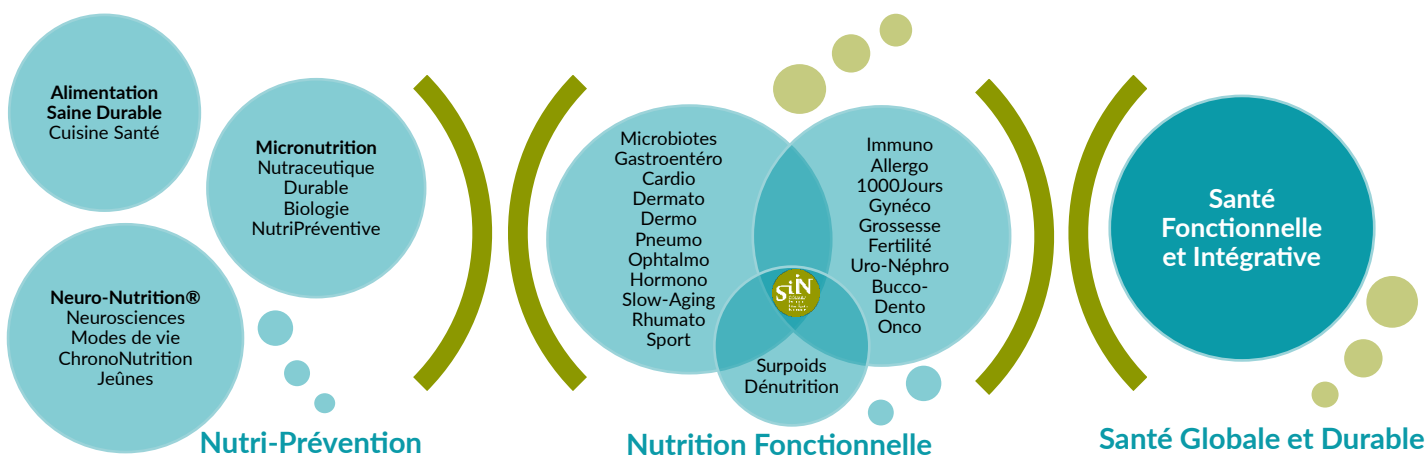 Alimentation
Saine Durable
Cuisine Santé
Micronutrition
Nutraceutique
Durable
Biologie
NutriPréventive
Neuro-Nutrition®
Neurosciences
Modes de vie
ChronoNutrition
Jeûnes
Nutri-Prévention
Microbiotes
Gastroentéro
Cardio
Dermato
Dermo
Pneumo
Ophtalmo
Hormono
Slow-Aging
Rhumato
Sport
Immuno
Allergo
1000Jours
Gynéco
Grossesse
Fertilité
Uro-Néphro
Bucco-
Dento
Onco
SiN
Surpoids
Dénutrition
Nutrition Fonctionnelle
Santé
Fonctionnelle
et Intégrative
Santé Globale et Durable